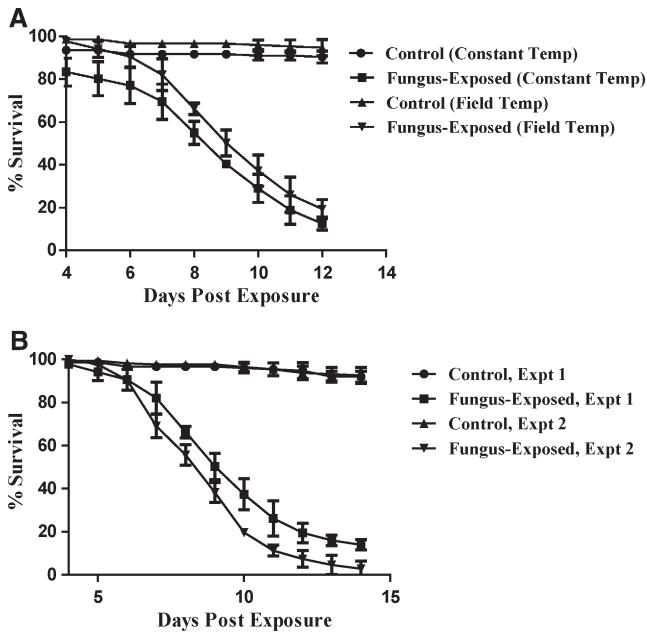 A
100
80
60
40
20
0
% Survival
4 6 8 10 12 14
Days Post Exposure
Control (Constant Temp)
Fungus-Exposed (Constant Temp)
Control (Field Temp)
Fungus-Exposed (Field Temp)
B
100
80
60
40
20
0
% Survival
5 10 15
Days Post Exposure
Control, Expt 1
Fungus-Exposed, Expt 1
Control, Expt 2
Fungus-Exposed, Expt 2